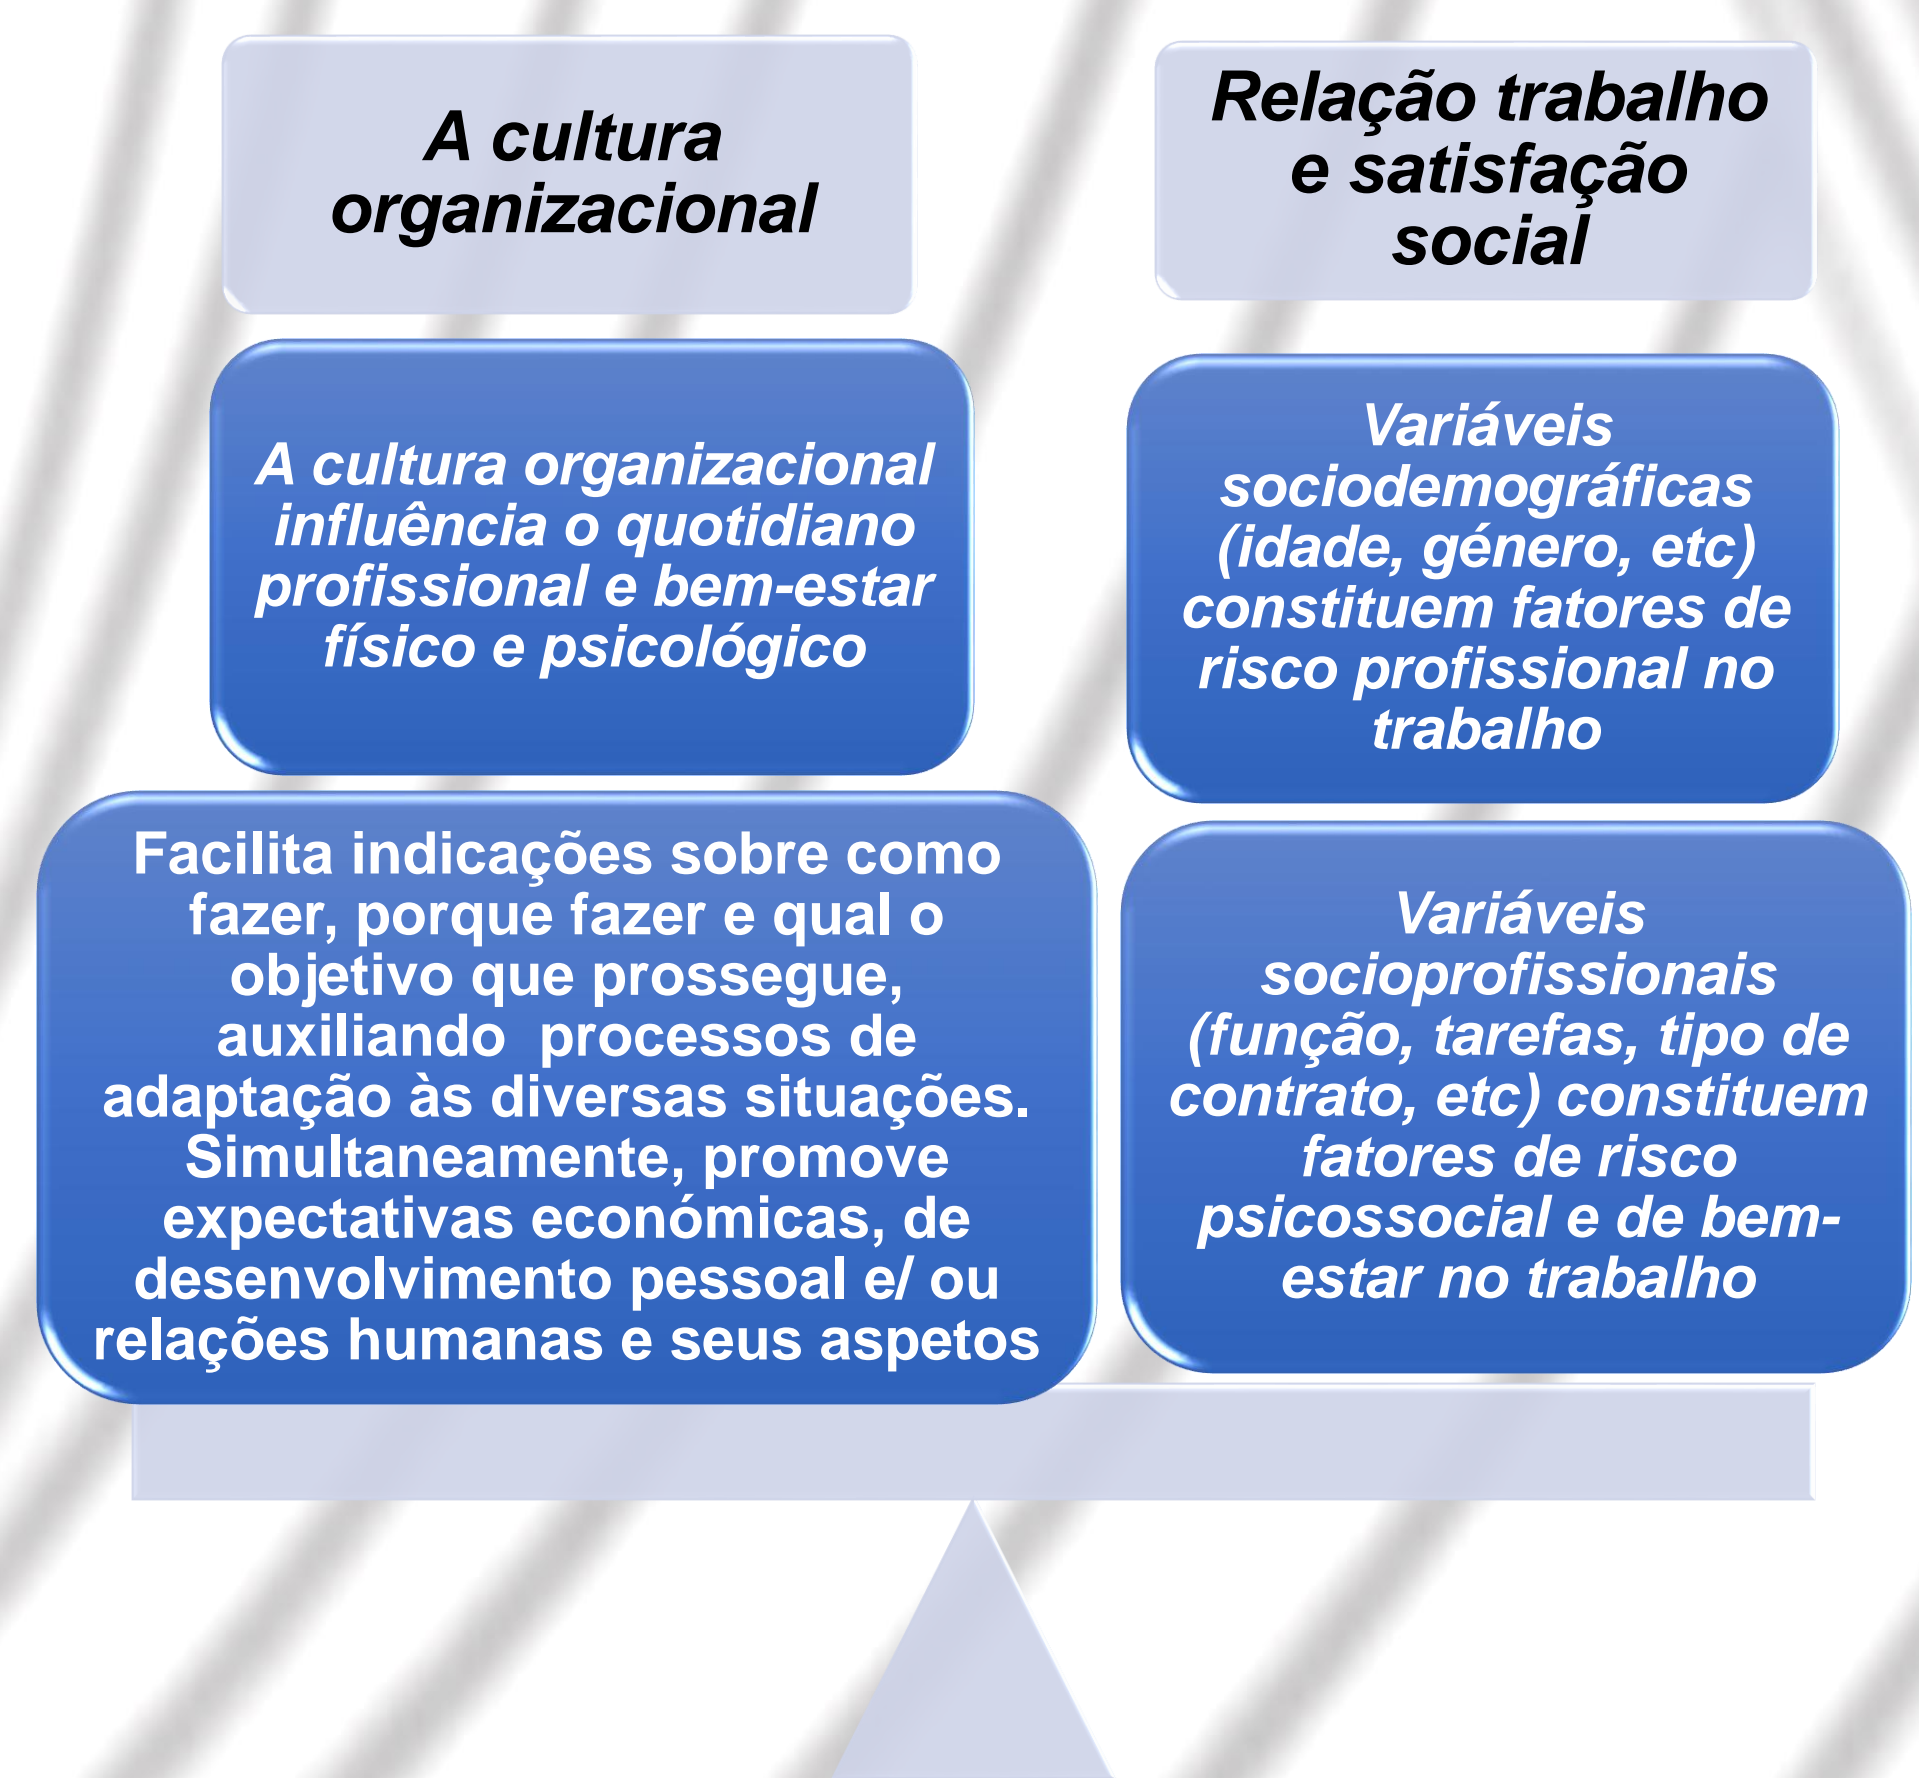 A cultura
organizacional
A cultura organizacional
influência o quotidiano
profissional e bem-estar
físico e psicológico
Facilita indicações sobre como
fazer, porque fazer e qual o
objetivo que prossegue,
auxiliando  processos de
adaptação às diversas situações.
Simultaneamente, promove
expectativas económicas, de
desenvolvimento pessoal e/ ou
relações humanas e seus aspetos
Relação trabalho
e satisfação
social
Variáveis
sociodemográficas
(idade, género, etc)
constituem fatores de
risco profissional no
trabalho
Variáveis
socioprofissionais
(função, tarefas, tipo de
contrato, etc) constituem
fatores de risco
psicossocial e de bem-
estar no trabalho